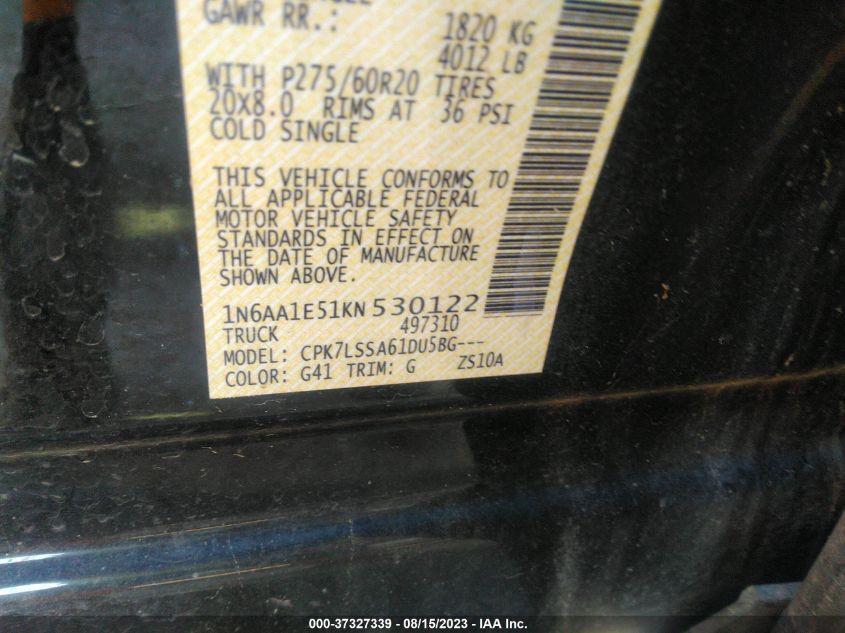 GAWR RR.: 1820 KG
4012 LB
WITH P275/60R20 TIRES
20X8.0 RIMS AT 36 PSI
COLD SINGLE
THIS VEHICLE CONFORMS TO
ALL APPLICABLE FEDERAL
MOTOR VEHICLE SAFETY
STANDARDS IN EFFECT ON
THE DATE OF MANUFACTURE
SHOWN ABOVE.
1N6AA1E51KN530122
TRUCK 497310
MODEL: CPK7LSSA61DU5BG---
COLOR: G41 TRIM: G ZS10A
000-37327339 - 08/15/2023 - IAA Inc.